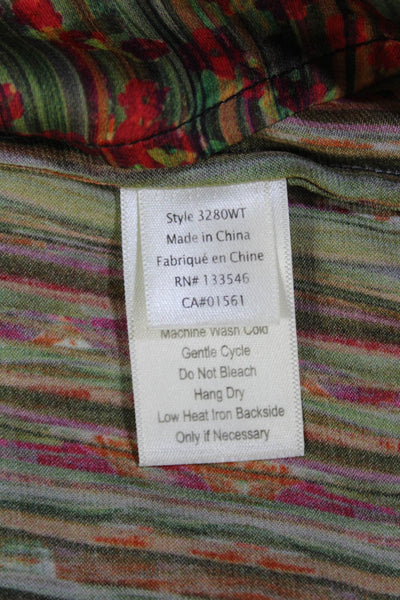 Style 3280WT
Made in China
Fabriqué en Chine
RN# 133546
CA#01561
Machine Wash Cold
Gentle Cycle
Do Not Bleach
Hang Dry
Low Heat Iron Backside
Only if Necessary